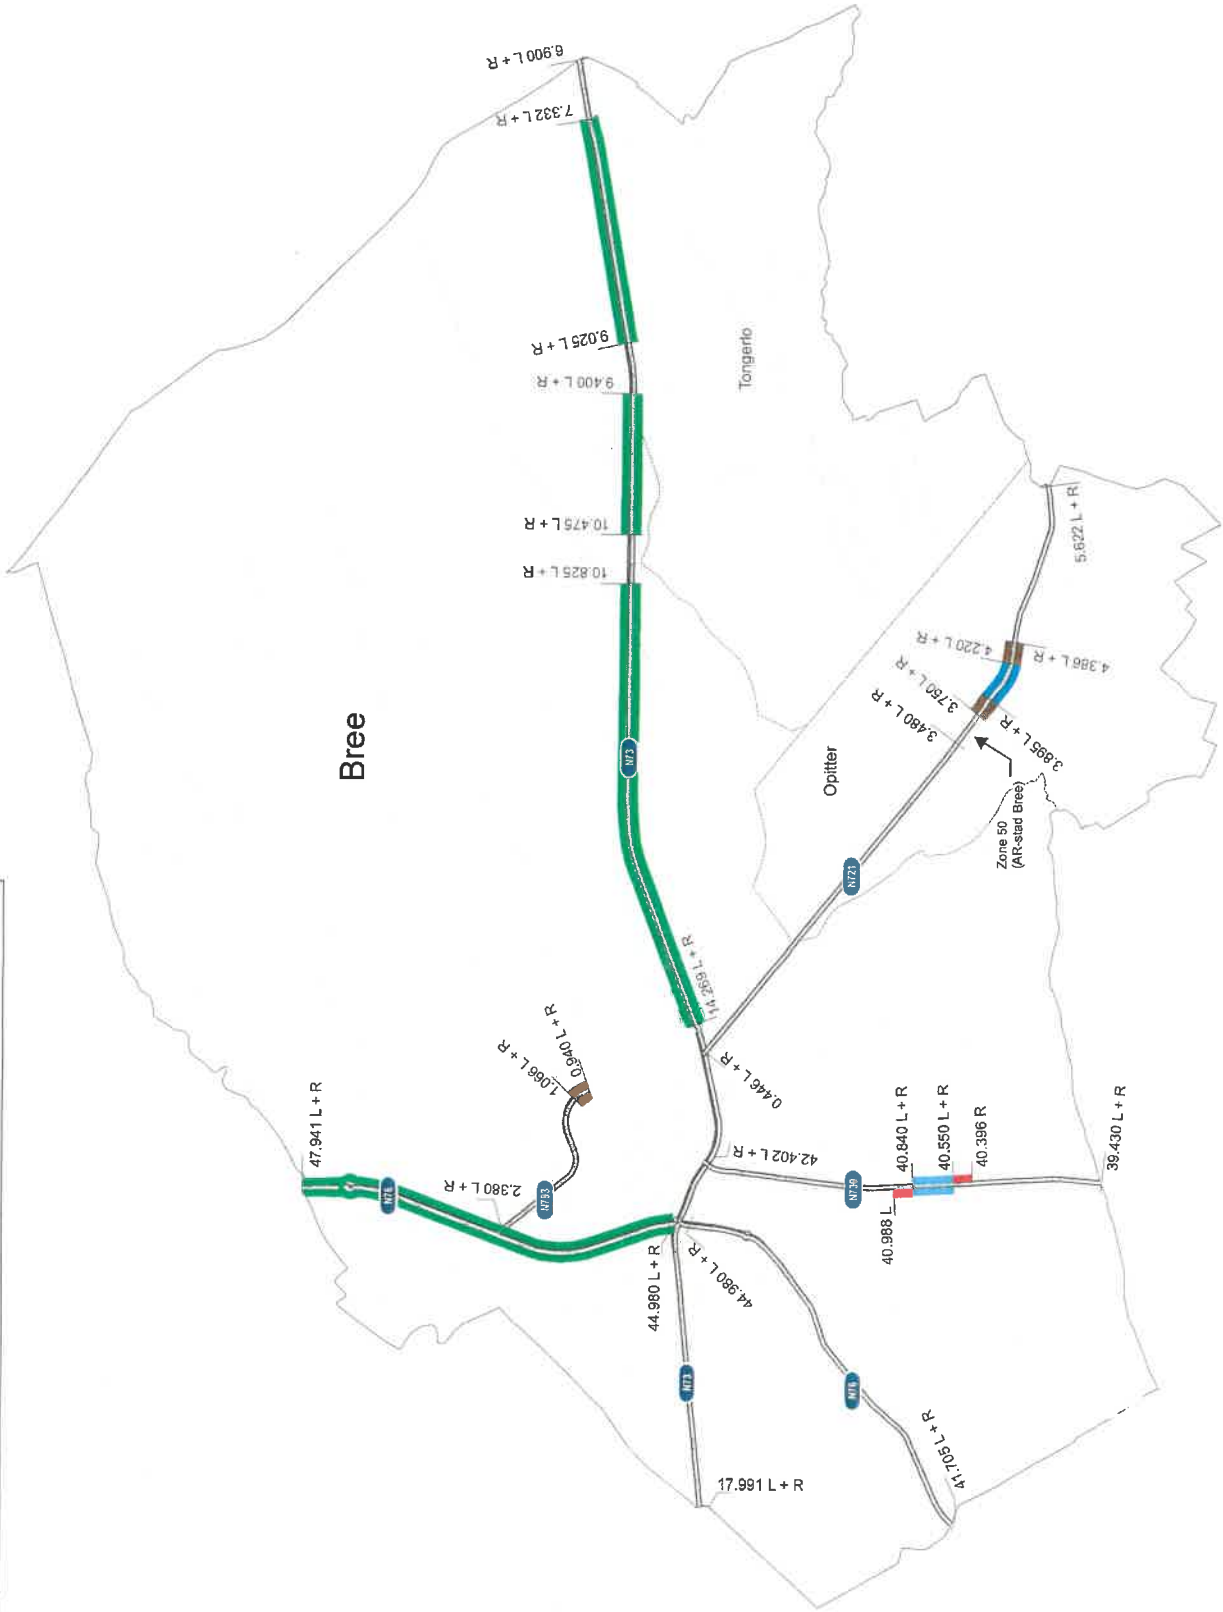 6.900 L + R
7.332 L + R
9.025 L + R
9.400 L + R
Tongerlo
10.475 L + R
10.825 L + R
5.622 L + R
4.220 L + R
4.386 L + R
3.750 L + R
3.480 L + R
3.895 L + R
Bree
N73
Opitter
Zone 50
(AR-stad Bree)
N721
14.269 L + R
0.940 L + R
1.066 L + R
0.446 L + R
47.941 L + R
42.402 L + R
40.840 L + R
40.550 L + R
40.396 R
39.430 L + R
N76
2.380 L + R
N793
N739
40.988 L
44.980 L + R
44.980 L + R
N73
N76
41.705 L + R
17.991 L + R